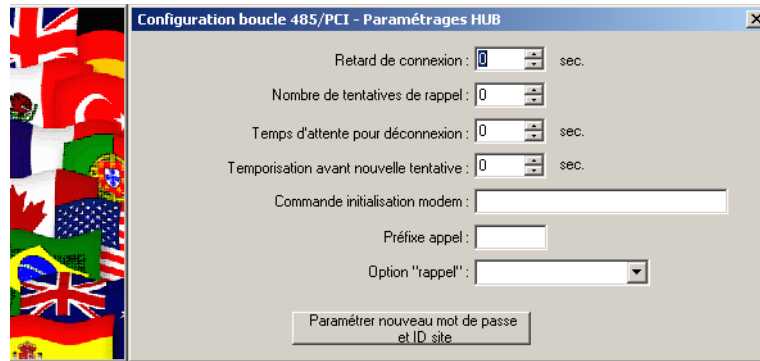 Configuration boucle 485/PCI - Paramétrages HUB
Retard de connexion : 0 sec.
Nombre de tentatives de rappel : 0
Temps d'attente pour déconnexion : 0 sec.
Temporisation avant nouvelle tentative : 0 sec.
Commande initialisation modem :
Préfixe appel :
Option "rappel" :
Paramétrer nouveau mot de passe
et ID site